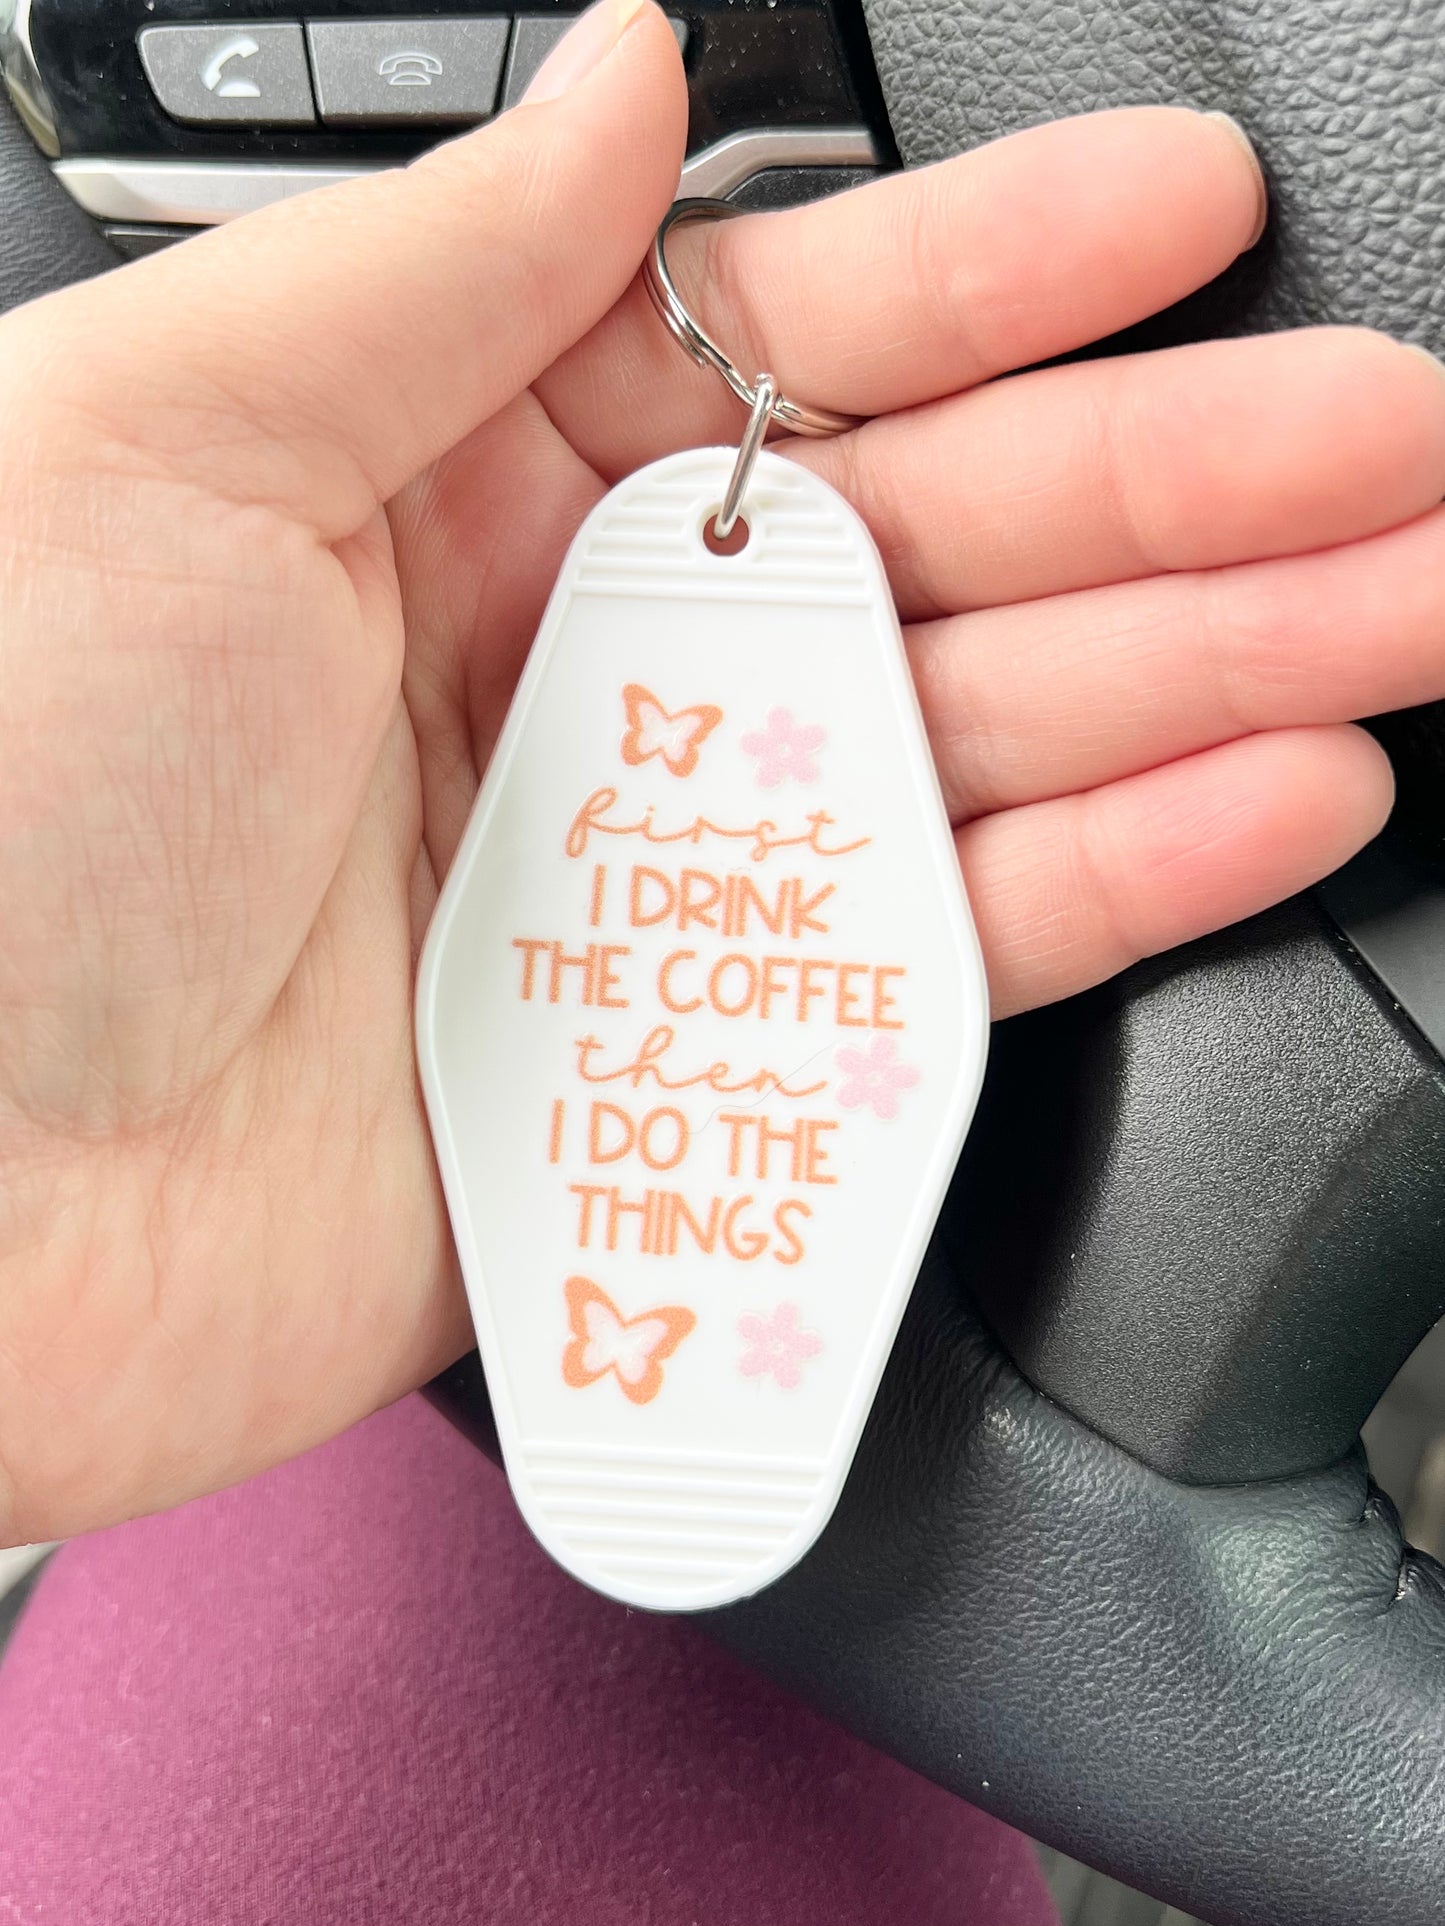 first
I DRINK
THE COFFEE
then
I DO THE
THINGS